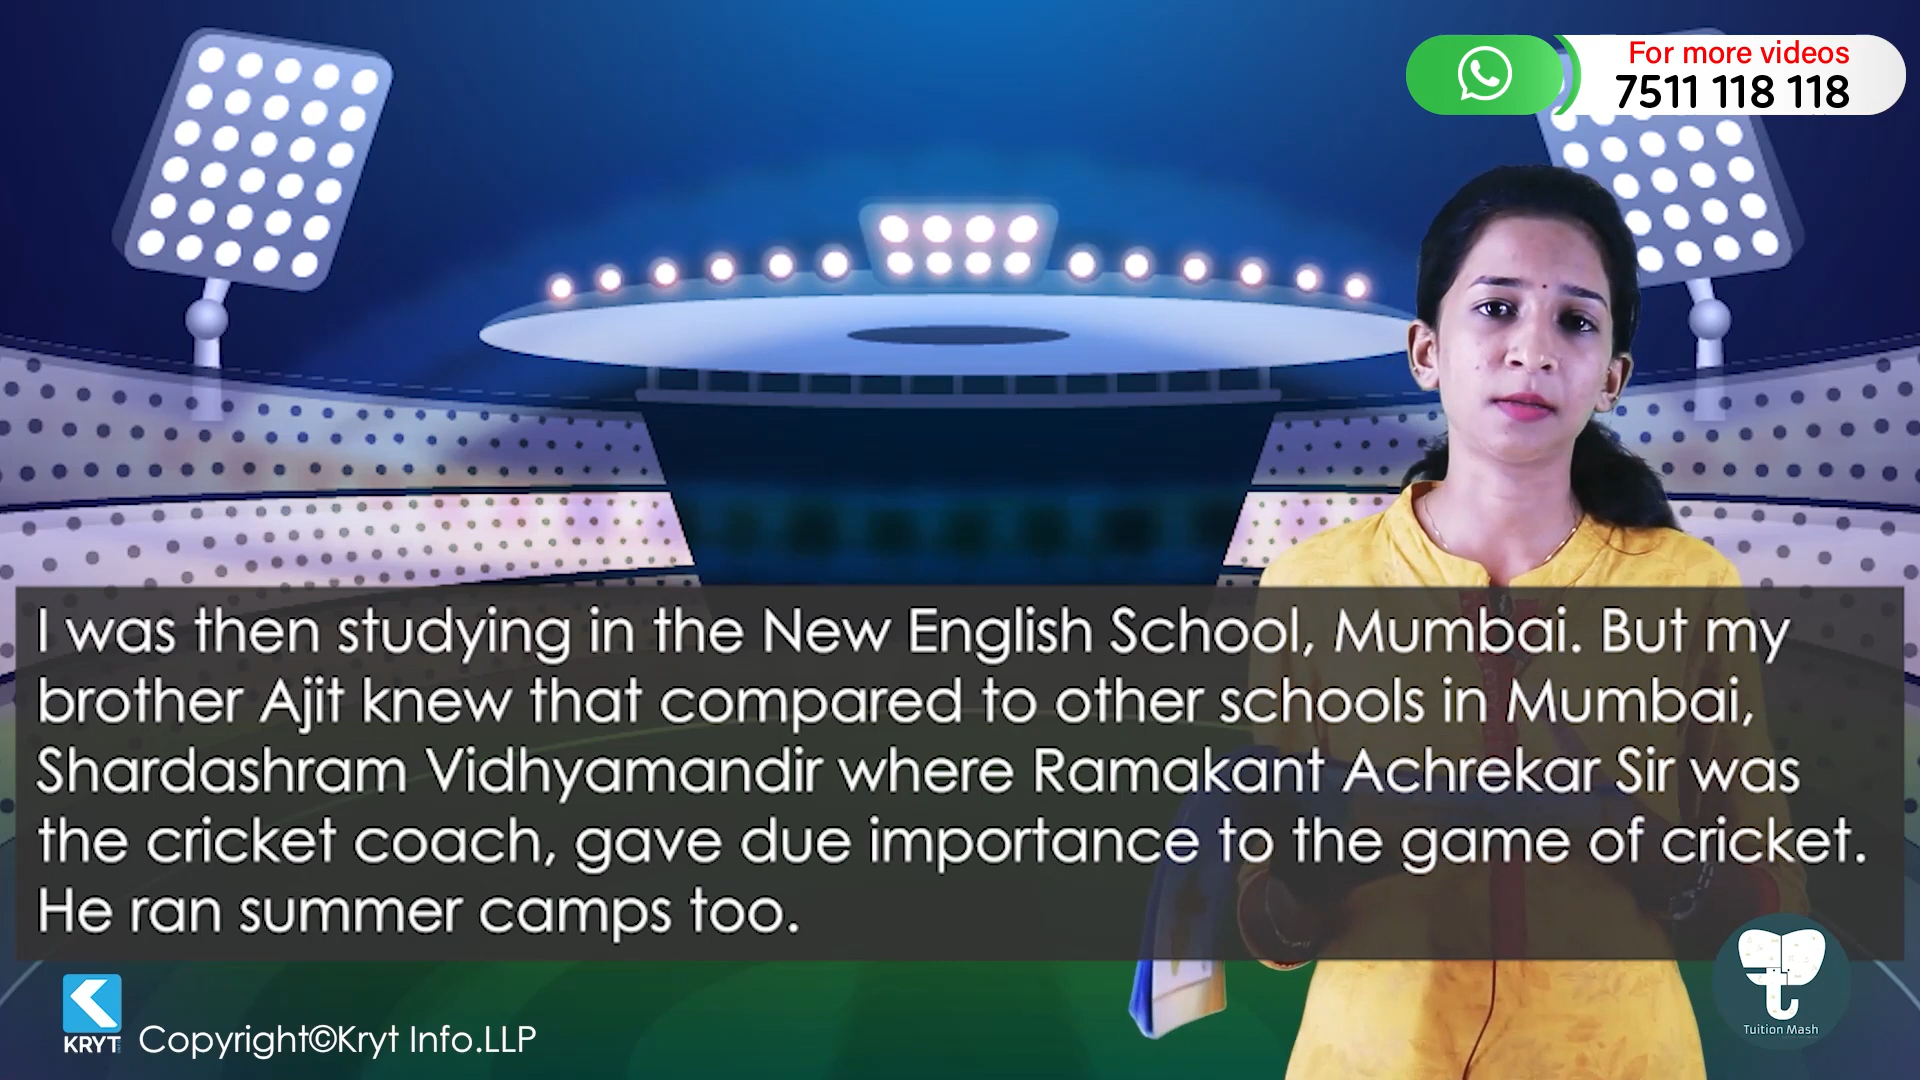 For more videos
7511 118 118
I was then studying in the New English School, Mumbai. But my
brother Ajit knew that compared to other schools in Mumbai,
Shardashram Vidhyamandir where Ramakant Achrekar Sir was
the cricket coach, gave due importance to the game of cricket.
He ran summer camps too.
KRYT
Copyright©Kryt Info.LLP
Tuition Mash